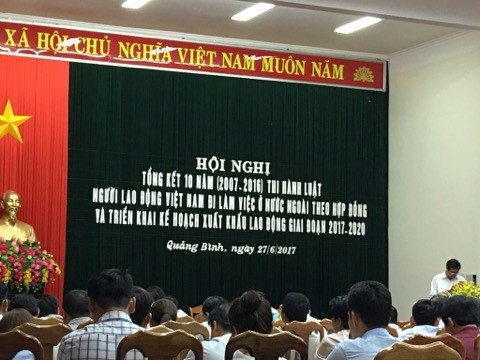 XÃ HỘI CHỦ NGHĨA VIỆT NAM MUÔN NĂM
HỘI NGHỊ
TỔNG KẾT 10 NĂM (2007-2016) THI HÀNH LUẬT
NGƯỜI LAO ĐỘNG VIỆT NAM ĐI LÀM VIỆC Ở NƯỚC NGOÀI THEO HỢP ĐỒNG
VÀ TRIỂN KHAI KẾ HOẠCH XUẤT KHẨU LAO ĐỘNG GIAI ĐOẠN 2017-2020
Quảng Bình, ngày 27/6/2017